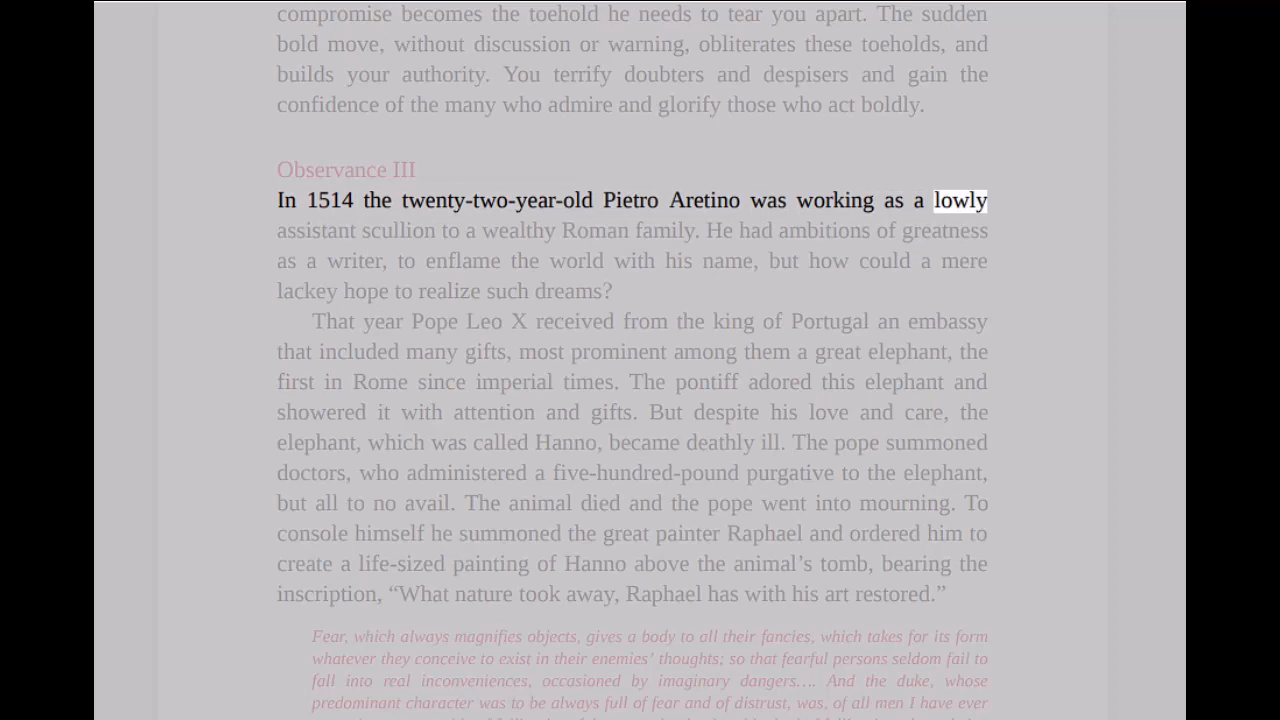 compromise becomes the toehold he needs to tear you apart. The sudden
bold move, without discussion or warning, obliterates these toeholds, and
builds your authority. You terrify doubters and despisers and gain the
confidence of the many who admire and glorify those who act boldly.
Observance III
In 1514 the twenty-two-year-old Pietro Aretino was working as a lowly
assistant scullion to a wealthy Roman family. He had ambitions of greatness
as a writer, to enflame the world with his name, but how could a mere
lackey hope to realize such dreams?
That year Pope Leo X received from the king of Portugal an embassy
that included many gifts, most prominent among them a great elephant, the
first in Rome since imperial times. The pontiff adored this elephant and
showered it with attention and gifts. But despite his love and care, the
elephant, which was called Hanno, became deathly ill. The pope summoned
doctors, who administered a five-hundred-pound purgative to the elephant,
but all to no avail. The animal died and the pope went into mourning. To
console himself he summoned the great painter Raphael and ordered him to
create a life-sized painting of Hanno above the animal’s tomb, bearing the
inscription, “What nature took away, Raphael has with his art restored.”
Fear, which always magnifies objects, gives a body to all their fancies, which takes for its form
whatever they conceive to exist in their enemies’ thoughts; so that fearful persons seldom fail to
fall into real inconveniences, occasioned by imaginary dangers.... And the duke, whose
predominant character was to be always full of fear and of distrust, was, of all men I have ever